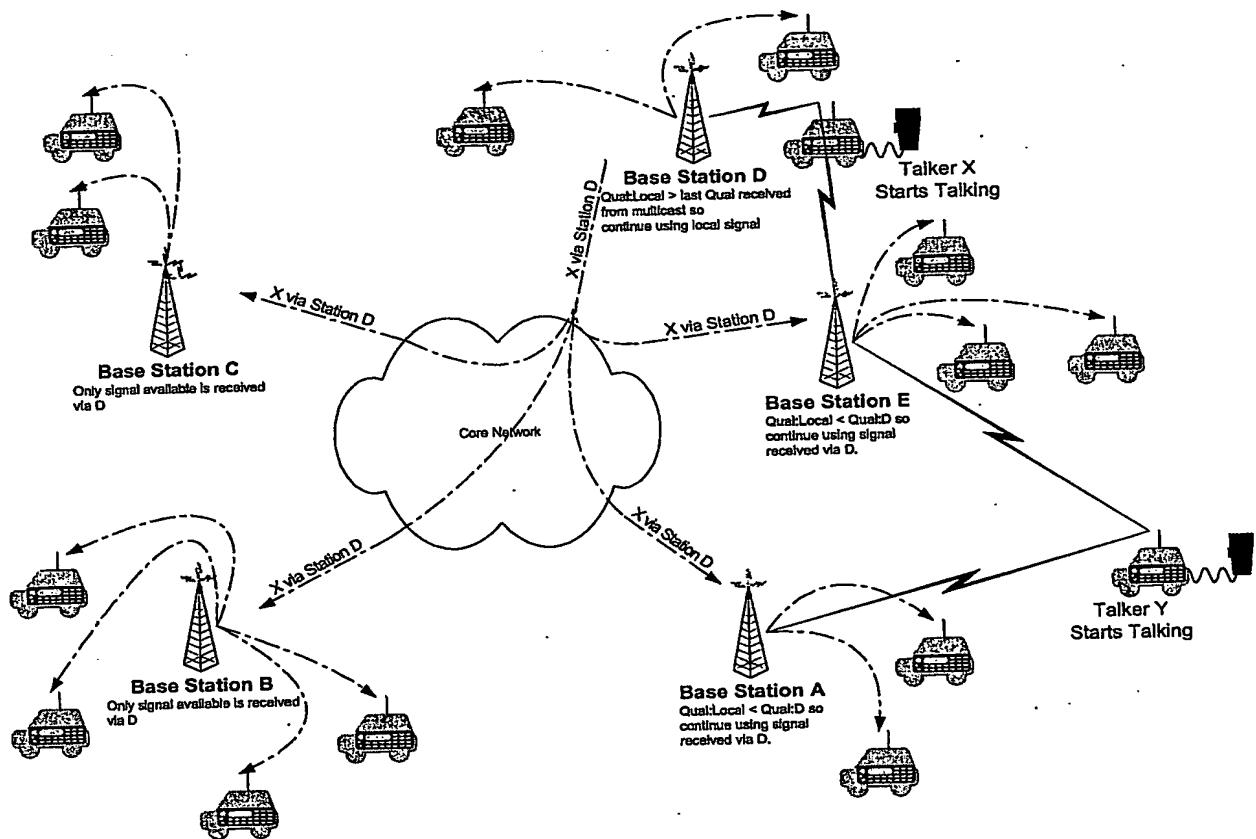 Base Station D
Qual:Local > last Qual received
from multicast so
continue using local signal
Talker X
Starts Talking
X via Station D
X via Station D
X via Station D
Base Station C
Only signal available is received
via D
Base Station E
Qual:Local < Qual:D so
continue using signal
received via D.
Core Network
X via Station D
X via Station D
Talker Y
Starts Talking
Base Station B
Only signal available is received
via D
Base Station A
Qual:Local < Qual:D so
continue using signal
received via D.